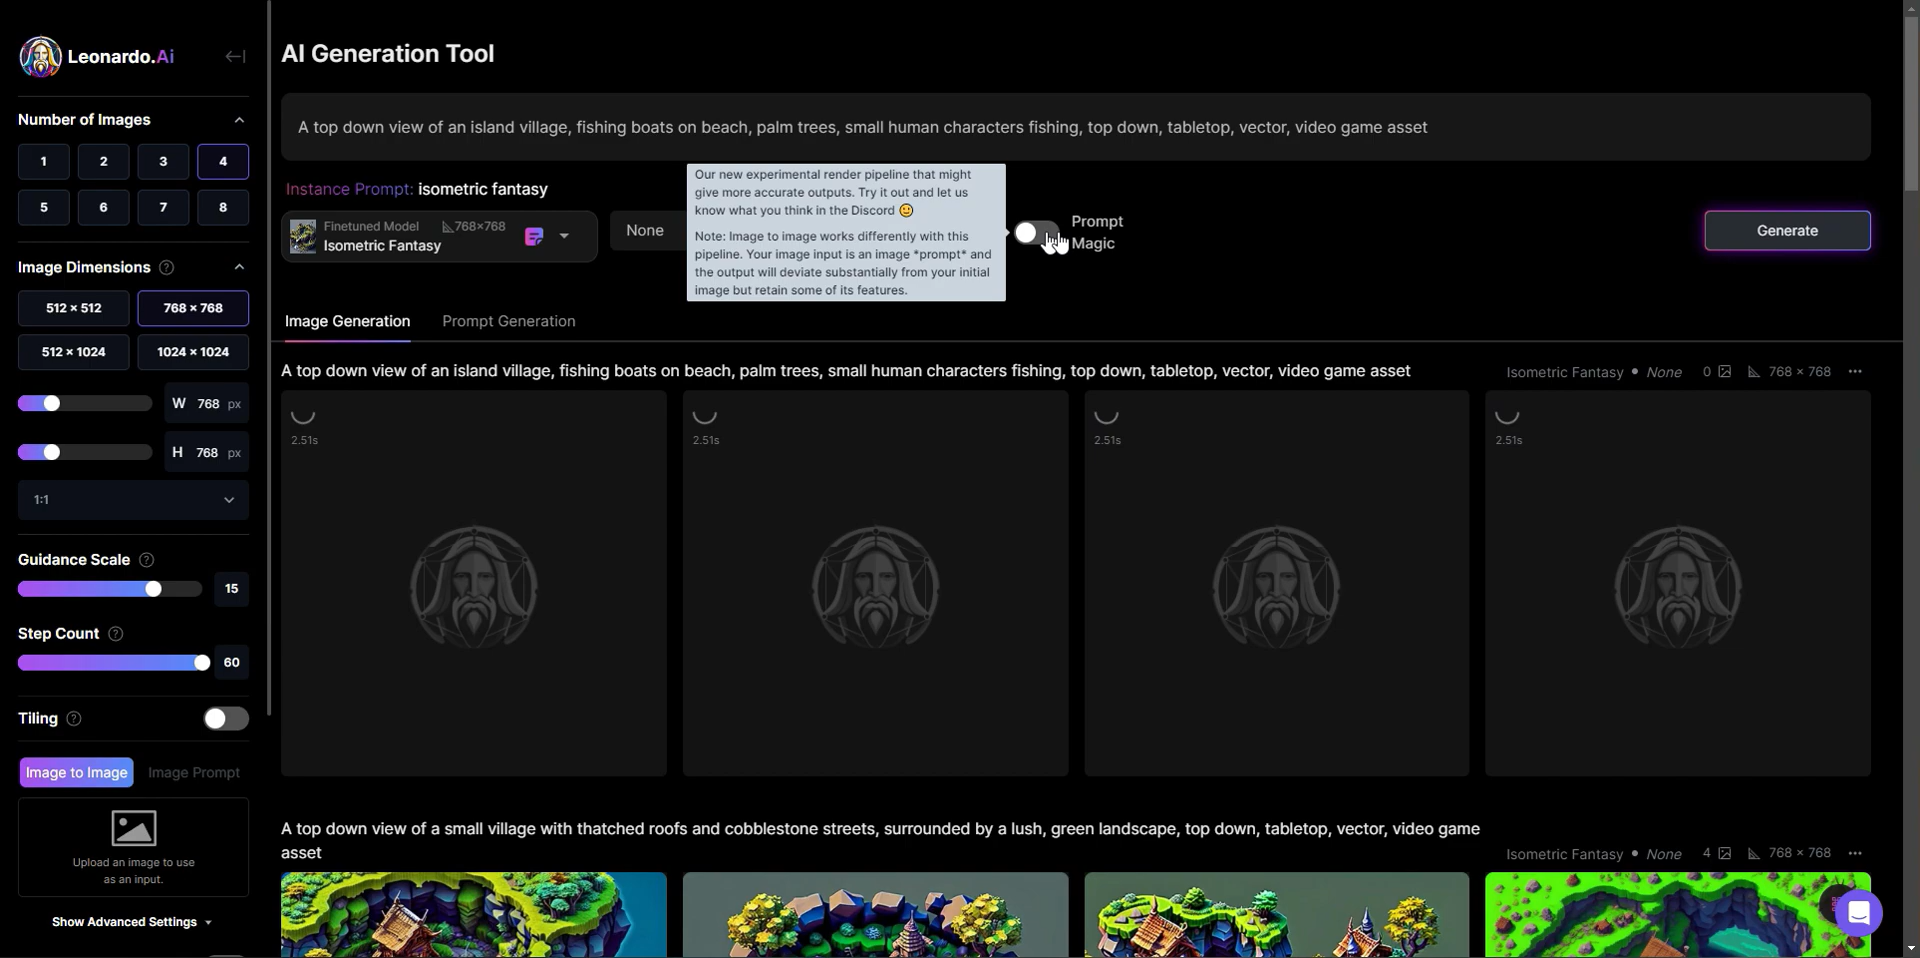 Leonardo.Ai
AI Generation Tool
Number of Images
1 2 3 4
5 6 7 8
Image Dimensions
512 × 512 768 × 768
512 × 1024 1024 × 1024
W 768 px
H 768 px
1:1
Guidance Scale
15
Step Count
60
Tiling
Image to Image Image Prompt
Upload an image to use
as an input.
Show Advanced Settings
A top down view of an island village, fishing boats on beach, palm trees, small human characters fishing, top down, tabletop, vector, video game asset
Instance Prompt: isometric fantasy
Finetuned Model 768×768
Isometric Fantasy
None
Our new experimental render pipeline that might
give more accurate outputs. Try it out and let us
know what you think in the Discord 🙂
Note: Image to image works differently with this
pipeline. Your image input is an image *prompt* and
the output will deviate substantially from your initial
image but retain some of its features.
Prompt
Magic
Generate
Image Generation Prompt Generation
A top down view of an island village, fishing boats on beach, palm trees, small human characters fishing, top down, tabletop, vector, video game asset
Isometric Fantasy • None 0 768 × 768
2.51s 2.51s 2.51s 2.51s
A top down view of a small village with thatched roofs and cobblestone streets, surrounded by a lush, green landscape, top down, tabletop, vector, video game
asset
Isometric Fantasy • None 4 768 × 768